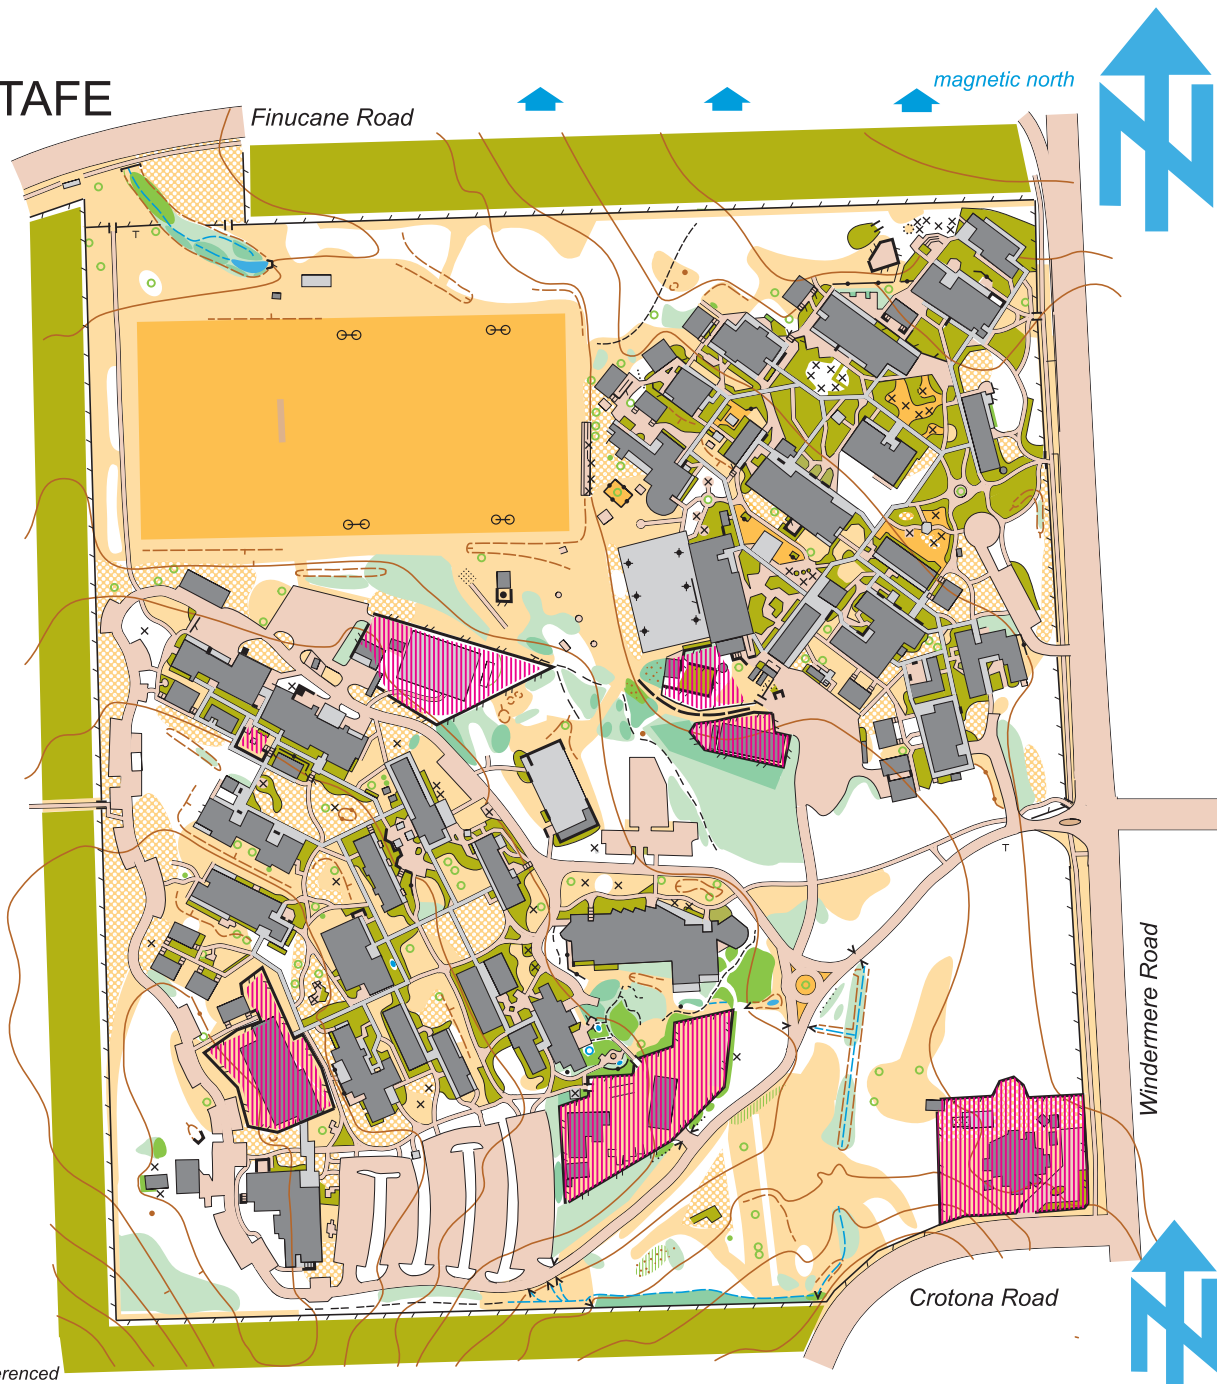 magnetic north
TAFE
Finucane Road
N
Windermere Road
Crotona Road
N
erenced